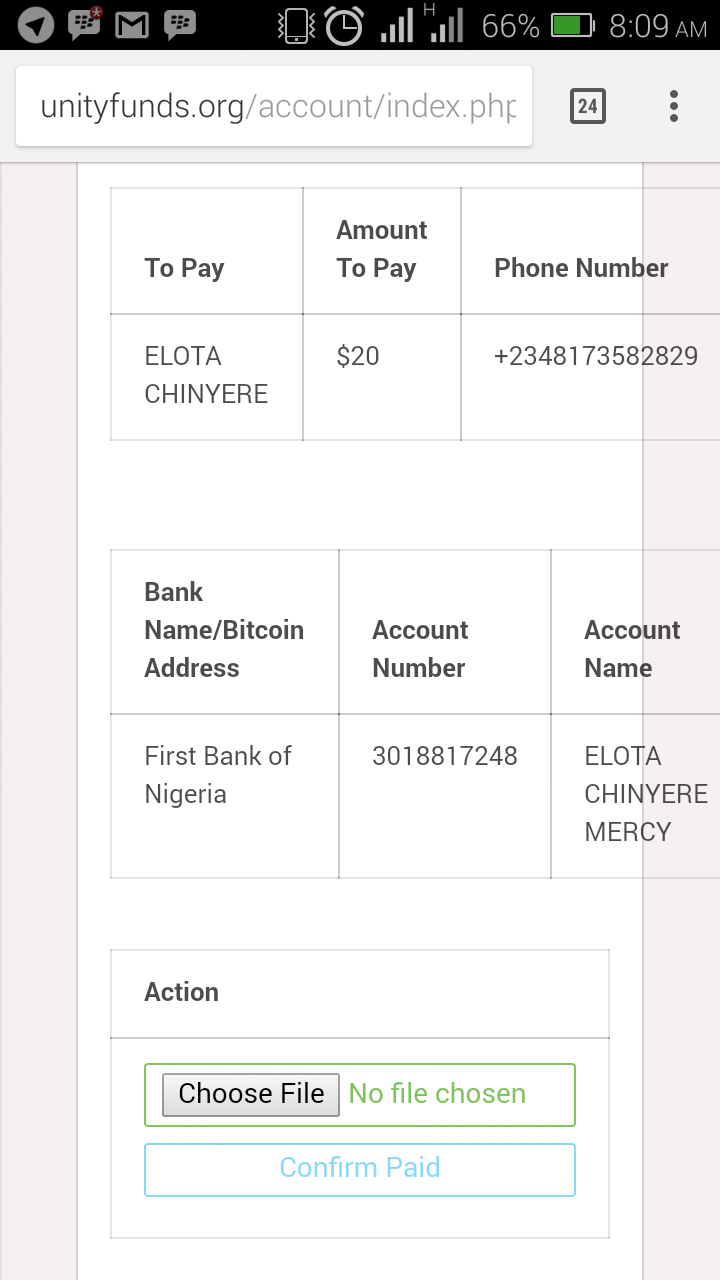 H
66% 8:09 AM
unityfunds.org/account/index.php
24
To Pay
Amount
To Pay
Phone Number
ELOTA
CHINYERE
$20
+2348173582829
Bank
Name/Bitcoin
Address
Account
Number
Account
Name
First Bank of
Nigeria
3018817248
ELOTA
CHINYERE
MERCY
Action
Choose File No file chosen
Confirm Paid